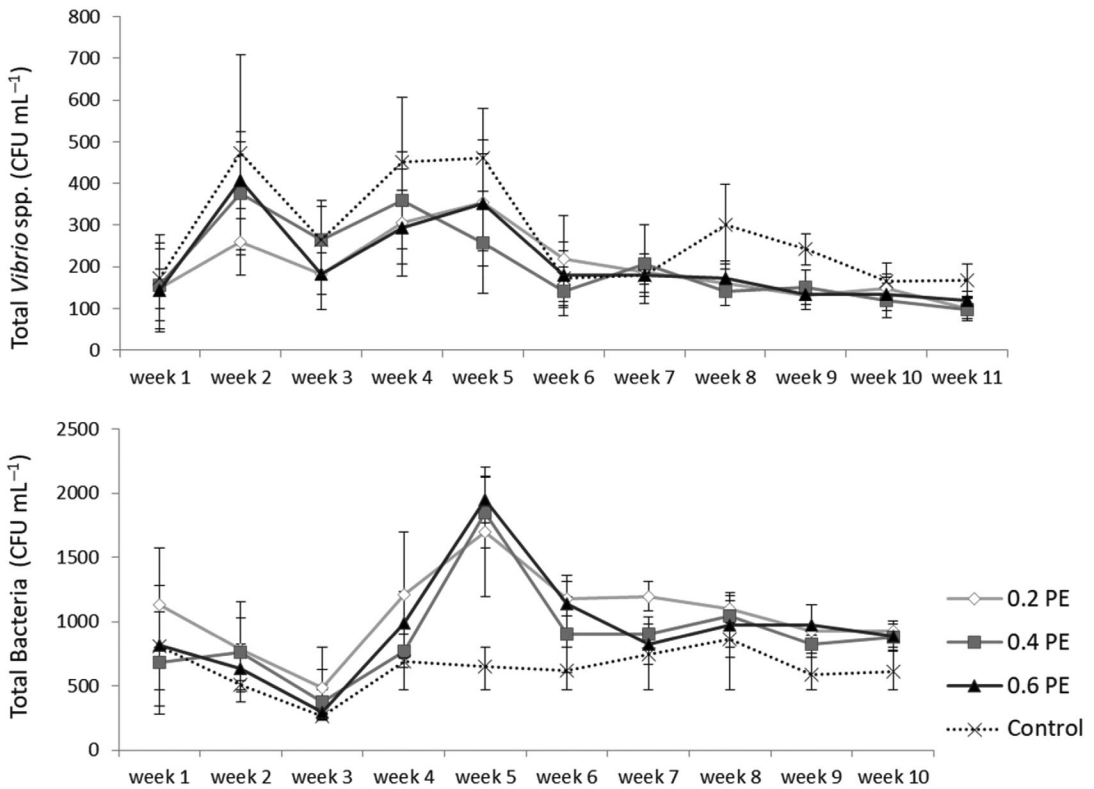 Total Vibrio spp. (CFU mL⁻¹)
800
700
600
500
400
300
200
100
0
week 1 week 2 week 3 week 4 week 5 week 6 week 7 week 8 week 9 week 10 week 11
Total Bacteria (CFU mL⁻¹)
2500
2000
1500
1000
500
0
week 1 week 2 week 3 week 4 week 5 week 6 week 7 week 8 week 9 week 10
0.2 PE
0.4 PE
0.6 PE
Control